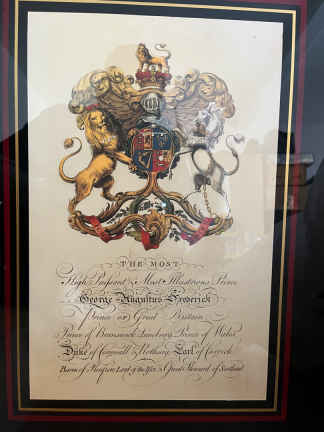 THE MOST
High Puissant & Most Illustrious Prince
George Augustus Frederick
Prince of Great Britain
Prince of Brunswick Lunebourg Prince of Wales
Duke of Cornwall & Rothsay Earl of Carrick
Baron of Renfrew Lord of the Isles & Great Steward of Scotland